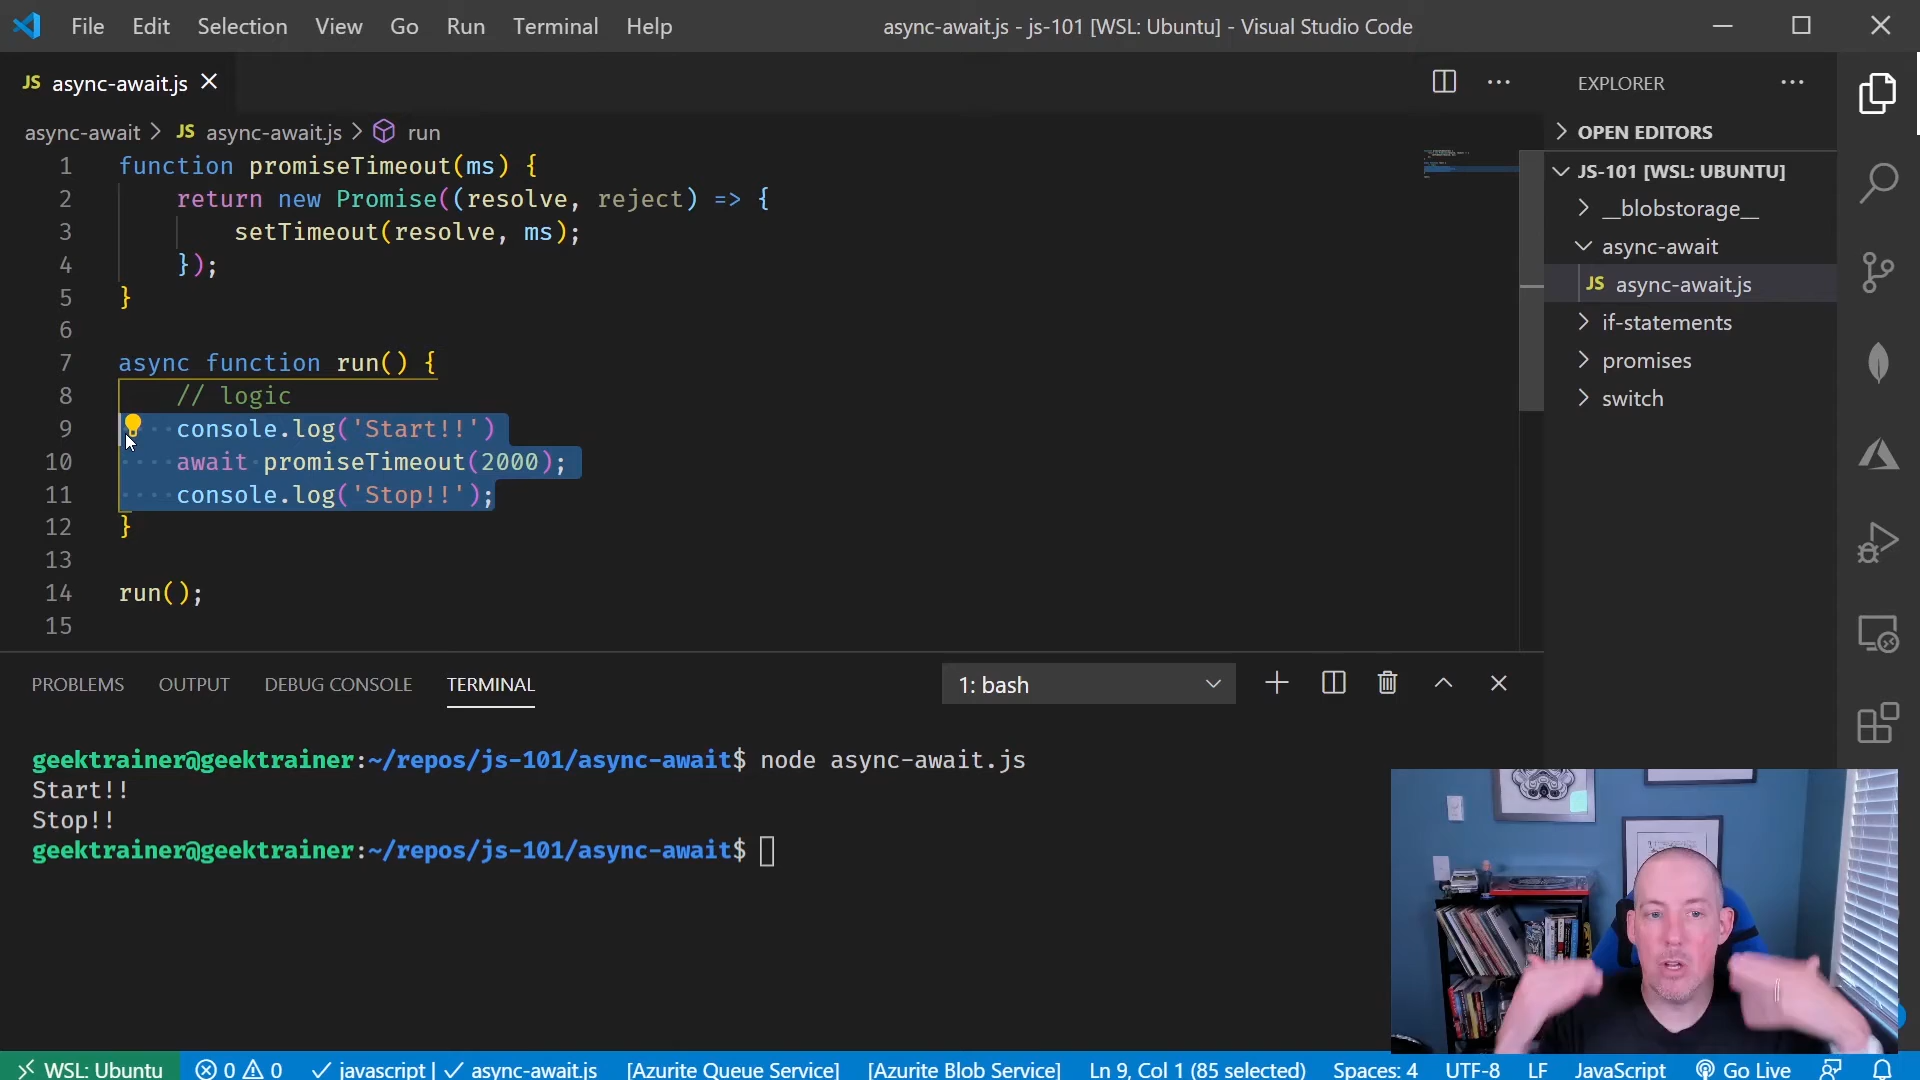 File Edit Selection View Go Run Terminal Help
async-await.js - js-101 [WSL: Ubuntu] - Visual Studio Code
JS async-await.js
async-await > JS async-await.js > run
1 function promiseTimeout(ms) {
2 return new Promise((resolve, reject) => {
3 setTimeout(resolve, ms);
4 });
5 }
6
7 async function run() {
8 // logic
9 console.log('Start!!')
10 await promiseTimeout(2000);
11 console.log('Stop!!');
12 }
13
14 run();
15
EXPLORER
OPEN EDITORS
JS-101 [WSL: UBUNTU]
__blobstorage__
async-await
JS async-await.js
if-statements
promises
switch
PROBLEMS OUTPUT DEBUG CONSOLE TERMINAL
1: bash
geektrainer@geektrainer:~/repos/js-101/async-await$ node async-await.js
Start!!
Stop!!
geektrainer@geektrainer:~/repos/js-101/async-await$
WSL: Ubuntu 0 0 javascript | async-await.js [Azurite Queue Service] [Azurite Blob Service] Ln 9, Col 1 (85 selected) Spaces: 4 UTF-8 LF JavaScript Go Live